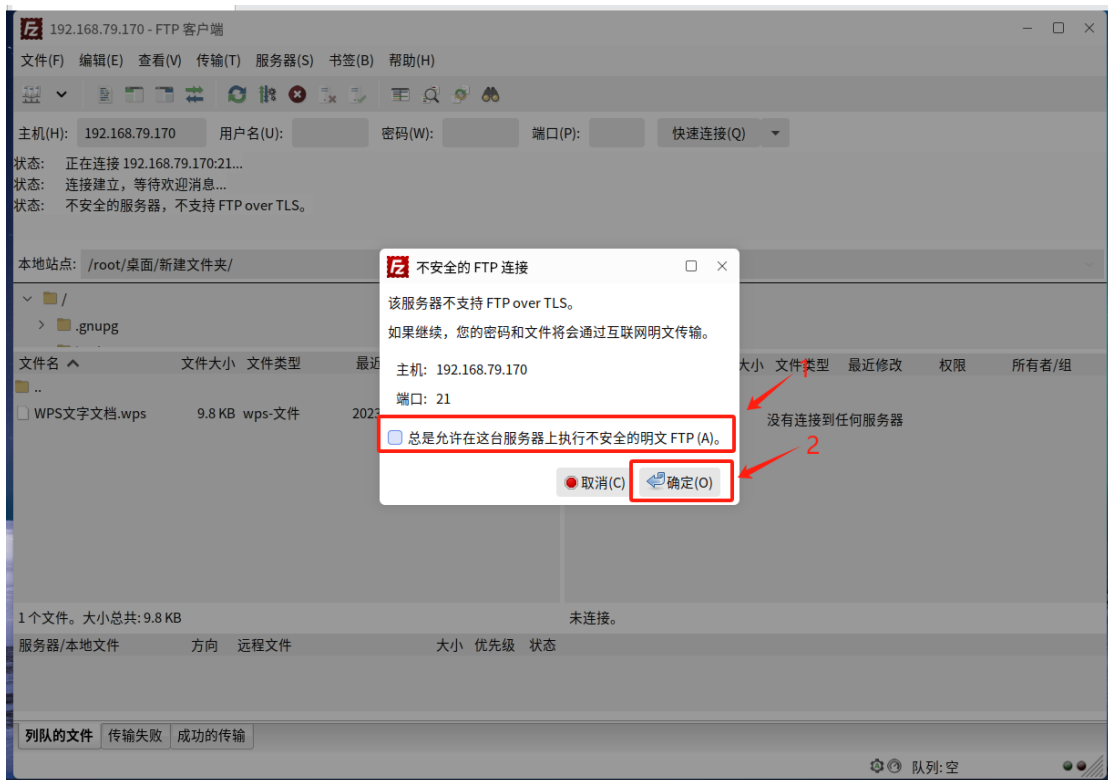 192.168.79.170 - FTP 客户端
文件(F) 编辑(E) 查看(V) 传输(T) 服务器(S) 书签(B) 帮助(H)
主机(H): 192.168.79.170 用户名(U): 密码(W): 端口(P): 快速连接(Q)
状态: 正在连接 192.168.79.170:21...
状态: 连接建立，等待欢迎消息...
状态: 不安全的服务器，不支持 FTP over TLS。
本地站点: /root/桌面/新建文件夹/
/
.gnupg
文件名 文件大小 文件类型 最近
..
WPS文字文档.wps 9.8 KB wps-文件 2023
不安全的 FTP 连接
该服务器不支持 FTP over TLS。
如果继续，您的密码和文件将会通过互联网明文传输。
主机: 192.168.79.170
端口: 21
总是允许在这台服务器上执行不安全的明文 FTP (A)。
取消(C) 确定(O)
1
2
大小 文件类型 最近修改 权限 所有者/组
没有连接到任何服务器
1 个文件。大小总共: 9.8 KB
未连接。
服务器/本地文件 方向 远程文件 大小 优先级 状态
列队的文件 传输失败 成功的传输
队列: 空